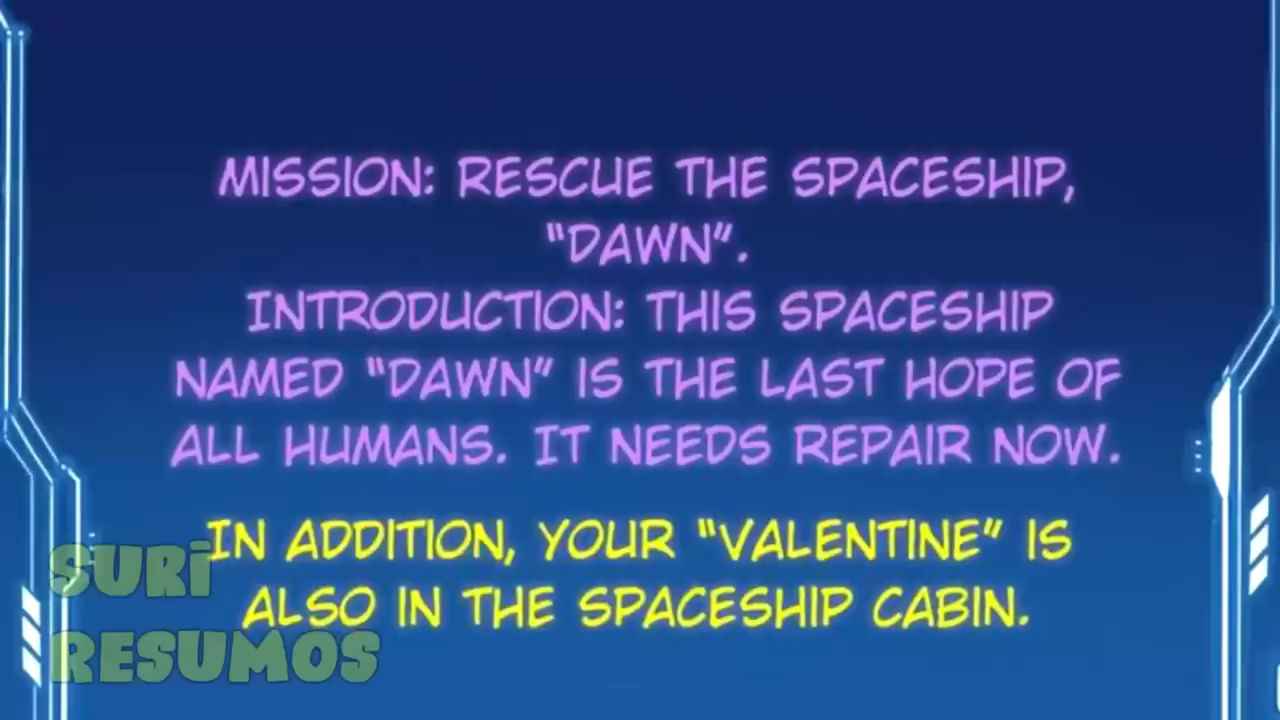 MISSION: RESCUE THE SPACESHIP,
"DAWN".
INTRODUCTION: THIS SPACESHIP
NAMED "DAWN" IS THE LAST HOPE OF
ALL HUMANS. IT NEEDS REPAIR NOW.
IN ADDITION, YOUR "VALENTINE" IS
ALSO IN THE SPACESHIP CABIN.
SURi
RESUMOS